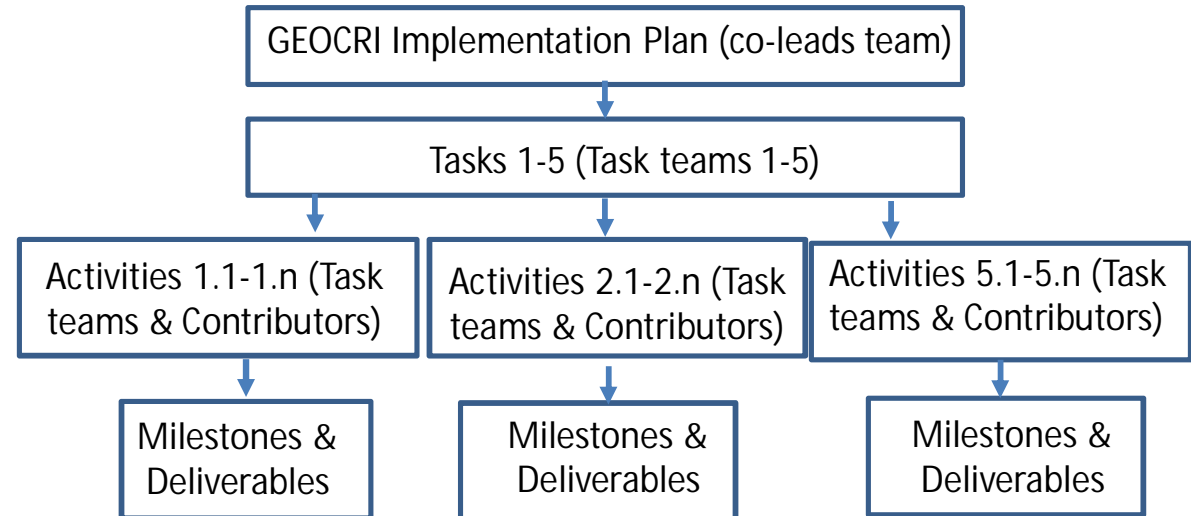 GEOCRI Implementation Plan (co-leads team)
Tasks 1-5 (Task teams 1-5)
Activities 1.1-1.n (Task
teams & Contributors)
Activities 2.1-2.n (Task
teams & Contributors)
Activities 5.1-5.n (Task
teams & Contributors)
Milestones &
Deliverables
Milestones &
Deliverables
Milestones &
Deliverables